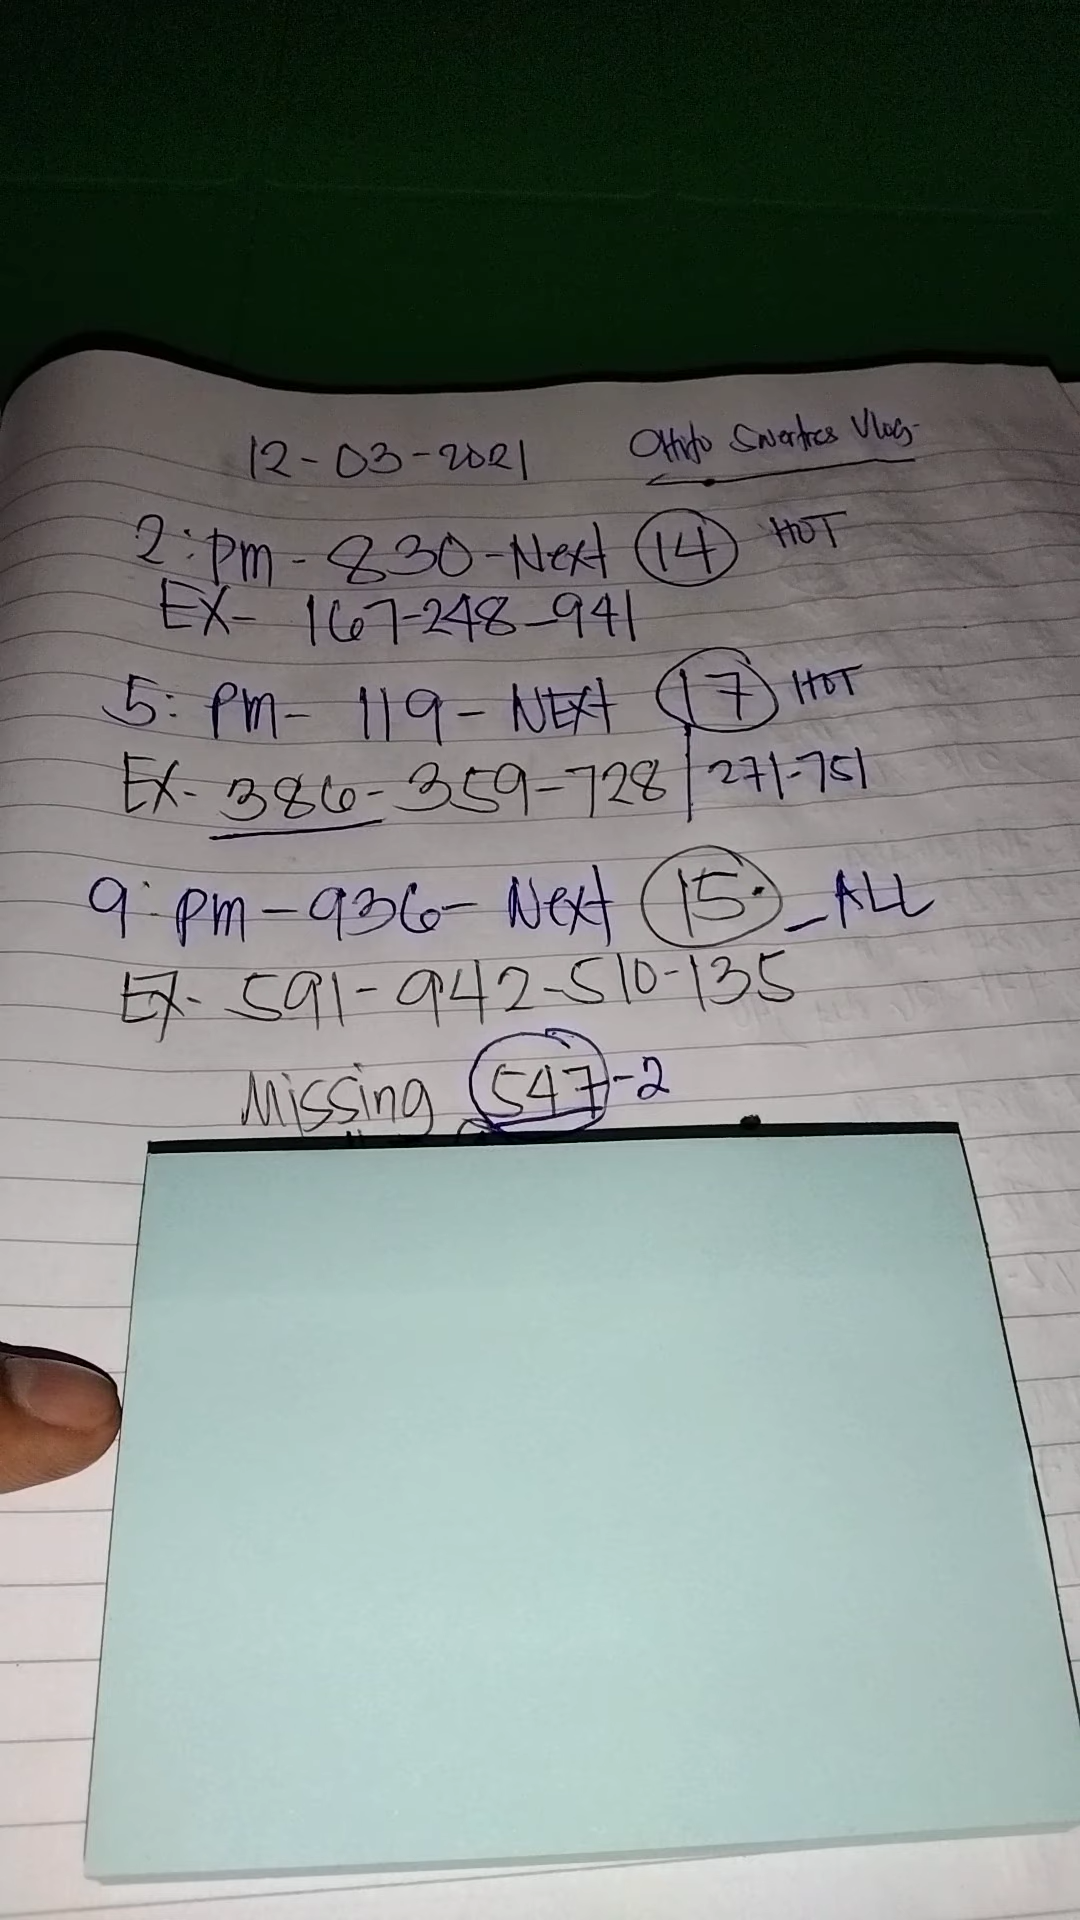 12-03-2021 Swertres Vlog
2:pm-830-Next 14 HOT
EX- 167-248-941
5:pm- 119-NEXt 17 HOT
EX-386-359-728|271-751
9:pm-936-Next 15-ALL
EX-591-942-510-135
Missing 547-2